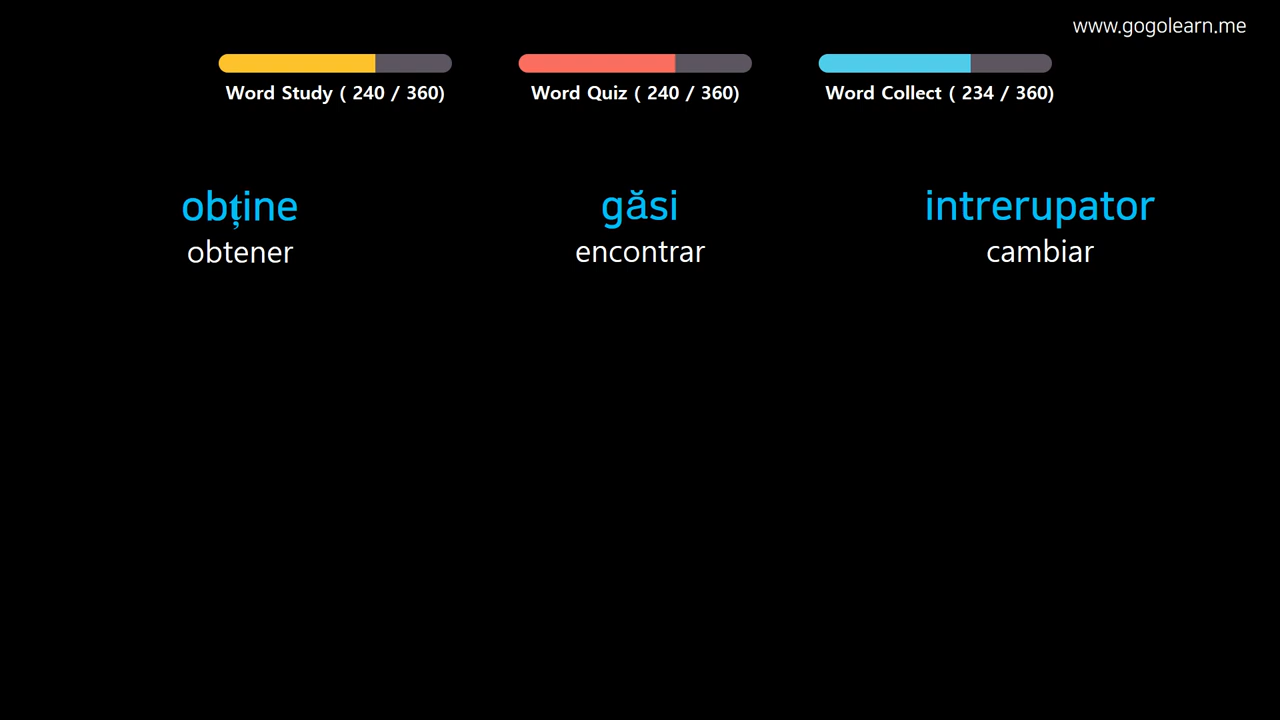 www.gogolearn.me
Word Study ( 240 / 360)
Word Quiz ( 240 / 360)
Word Collect ( 234 / 360)
obține
găsi
intrerupator
obtener
encontrar
cambiar